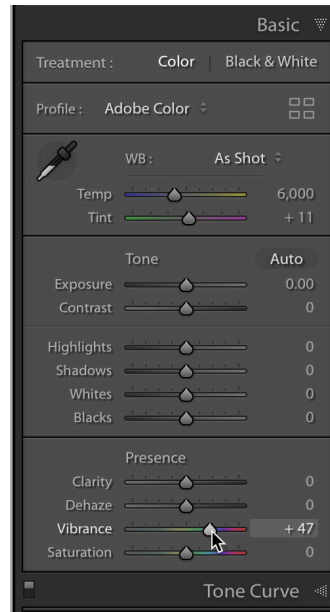 Basic
Treatment : Color | Black & White
Profile : Adobe Color
WB : As Shot
Temp 6,000
Tint + 11
Tone Auto
Exposure 0.00
Contrast 0
Highlights 0
Shadows 0
Whites 0
Blacks 0
Presence
Clarity 0
Dehaze 0
Vibrance + 47
Saturation 0
Tone Curve